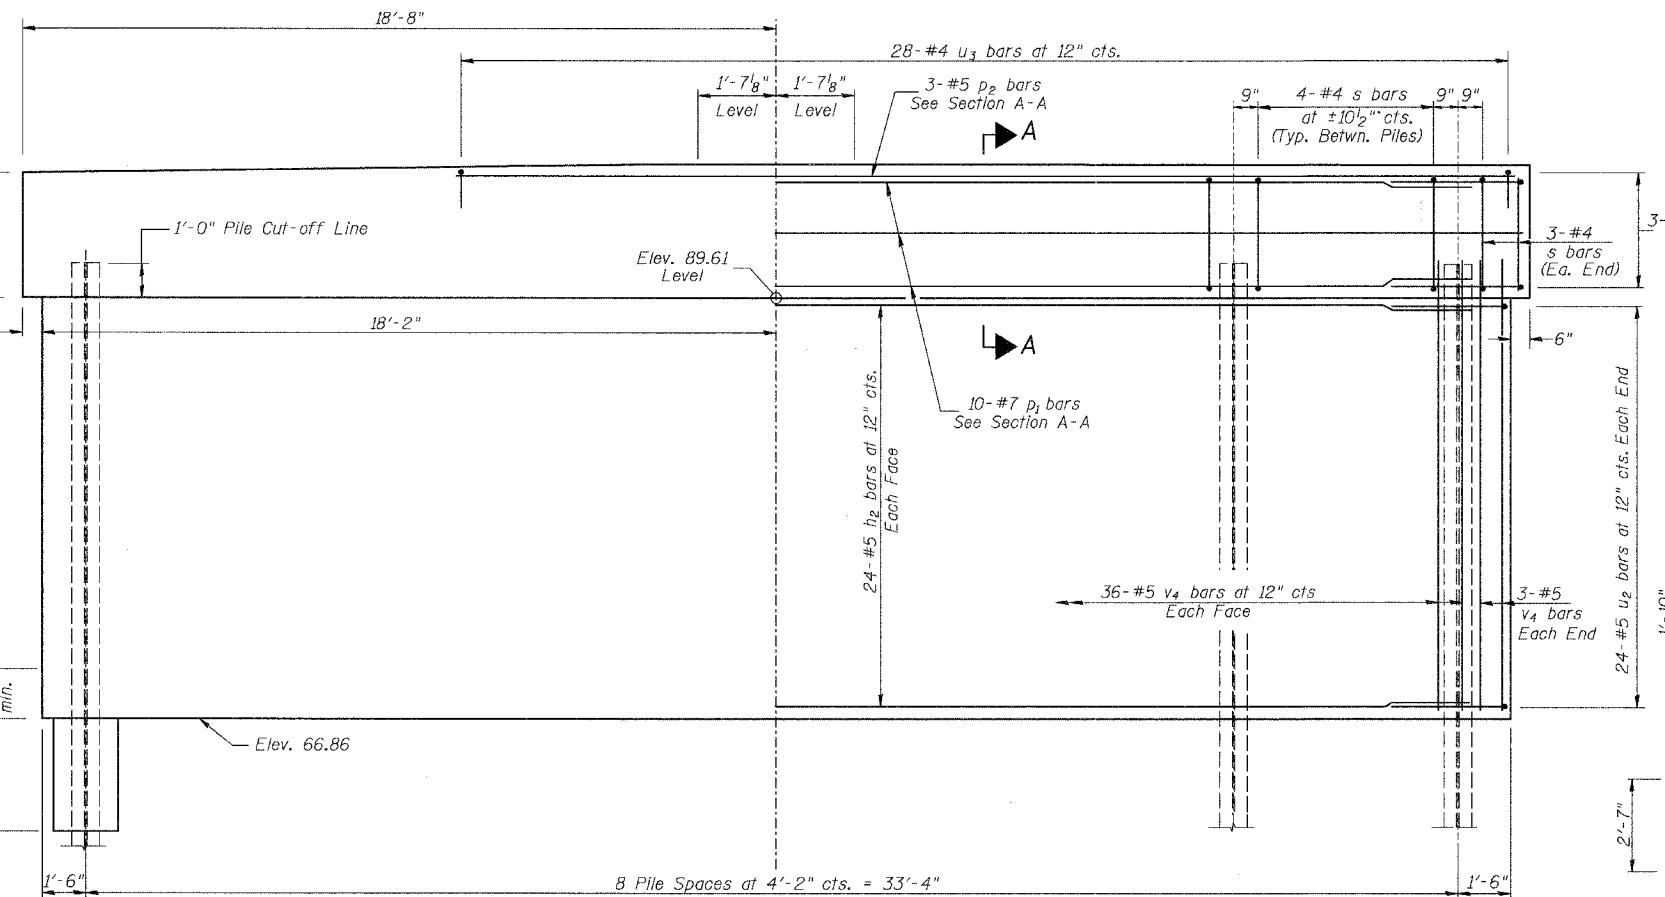 18'-8"
28-#4 u3 bars at 12" cts.
1'-7⅛"
Level
1'-7⅛"
Level
3-#5 p2 bars
See Section A-A
9"
4-#4 s bars
at ±10½" cts.
(Typ. Betwn. Piles)
9"
9"
A
1'-0" Pile Cut-off Line
Elev. 89.61
Level
3-
3-#4
s bars
(Ea. End)
18'-2"
A
6"
10-#7 p1 bars
See Section A-A
24-#5 h2 bars at 12" cts.
Each Face
24-#5 u2 bars at 12" cts. Each End
36-#5 v4 bars at 12" cts
Each Face
3-#5
v4 bars
Each End
1'-10"
min.
Elev. 66.86
2'-7"
1'-6"
8 Pile Spaces at 4'-2" cts. = 33'-4"
1'-6"